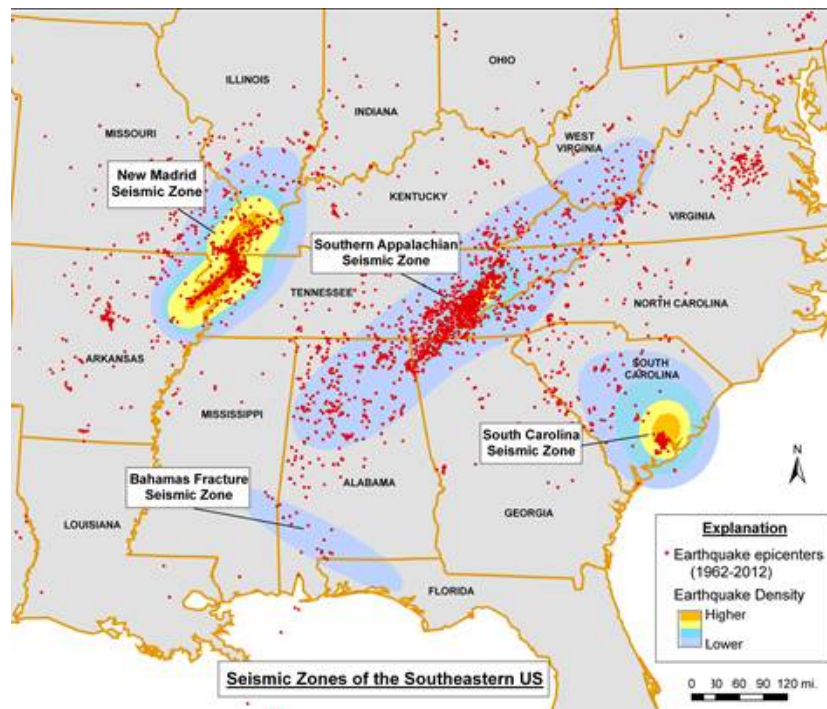 OHIO
ILLINOIS
INDIANA
MISSOURI
WEST
VIRGINIA
New Madrid
Seismic Zone
KENTUCKY
VIRGINIA
Southern Appalachian
Seismic Zone
TENNESSEE
NORTH CAROLINA
ARKANSAS
SOUTH
CAROLINA
MISSISSIPPI
South Carolina
Seismic Zone
N
Bahamas Fracture
Seismic Zone
ALABAMA
LOUISIANA
GEORGIA
Explanation
Earthquake epicenters
(1962-2012)
Earthquake Density
Higher
Lower
FLORIDA
Seismic Zones of the Southeastern US
0 30 60 90 120 mi.